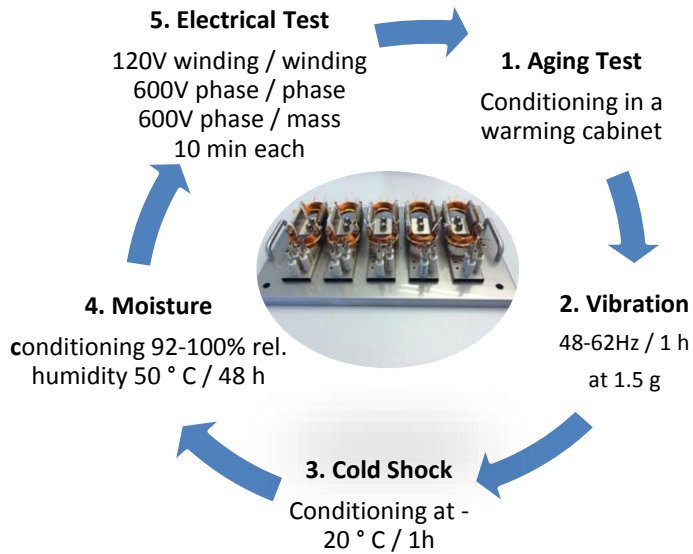 5. Electrical Test
120V winding / winding
600V phase / phase
600V phase / mass
10 min each
1. Aging Test
Conditioning in a
warming cabinet
2. Vibration
48-62Hz / 1 h
at 1.5 g
3. Cold Shock
Conditioning at -
20 ° C / 1h
4. Moisture
conditioning 92-100% rel.
humidity 50 ° C / 48 h